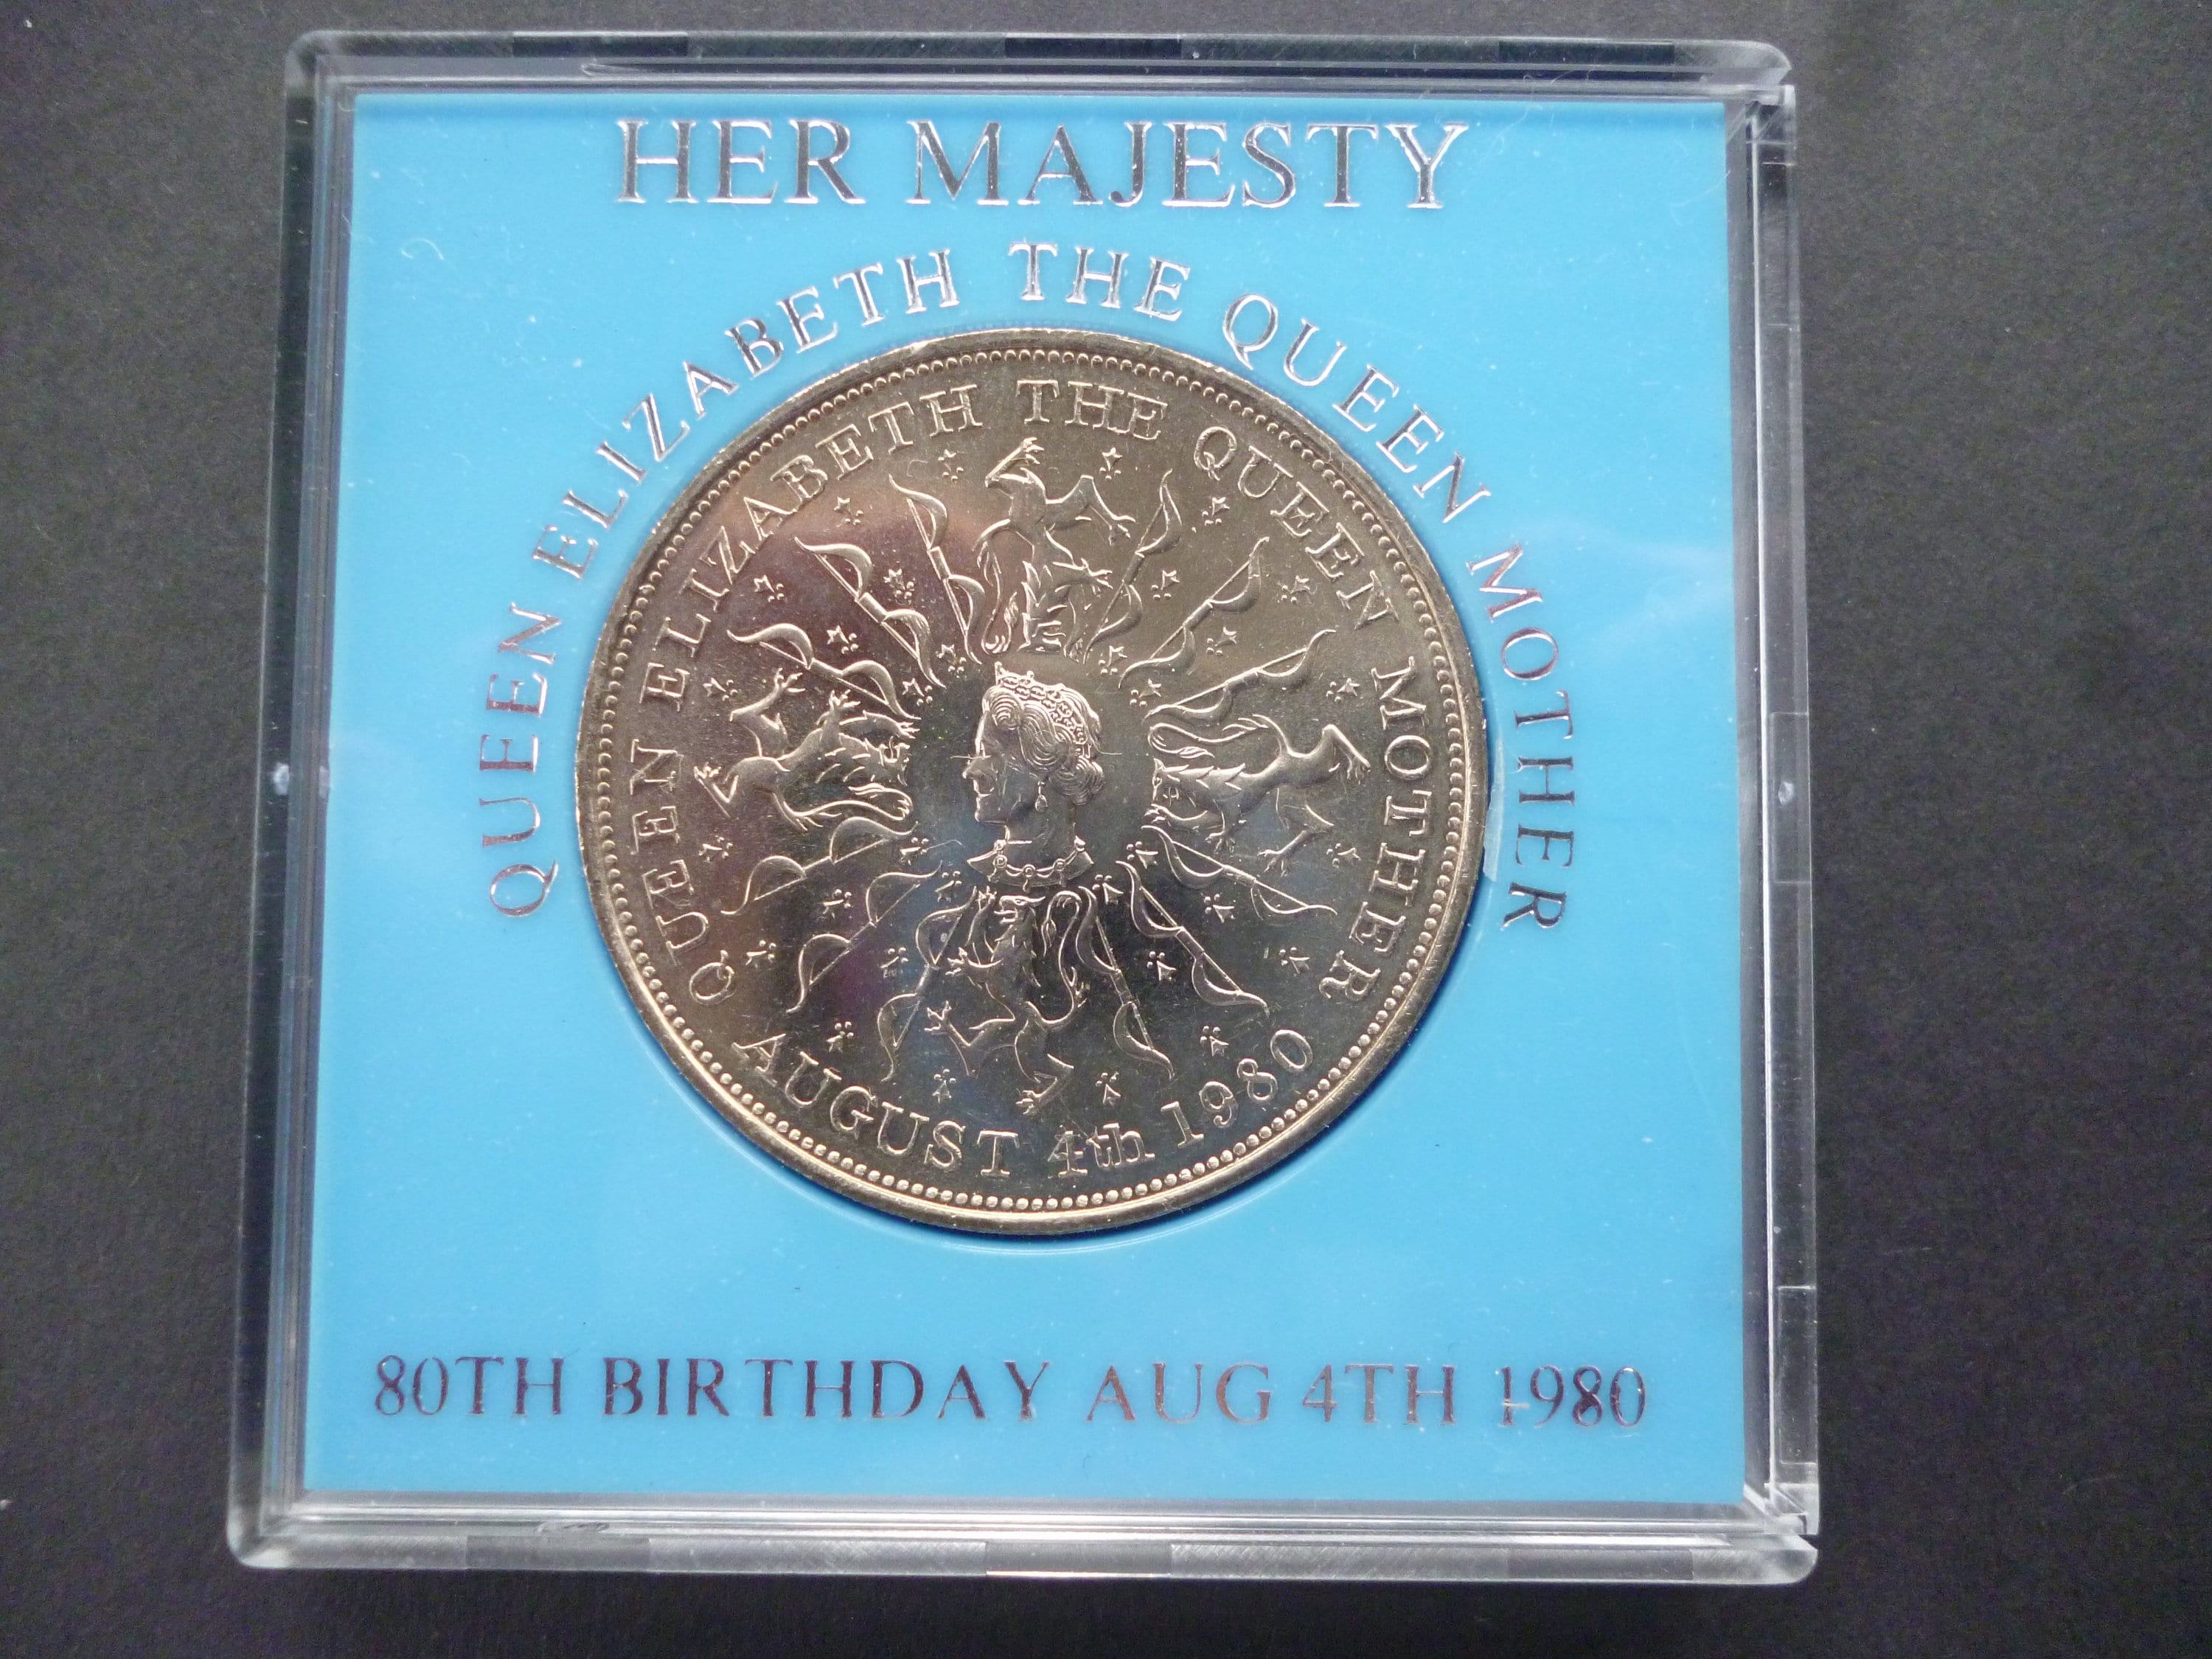 HER MAJESTY
QUEEN ELIZABETH THE QUEEN MOTHER
QUEEN ELIZABETH THE QUEEN MOTHER
AUGUST 4th 1980
80TH BIRTHDAY AUG 4TH 1980